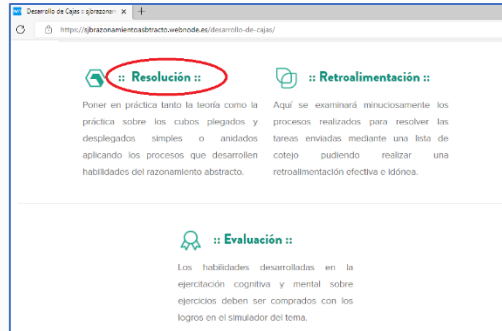 Desarrollo de Cajas :: sjbrazonam
https://sjbrazonamientoasbtracto.webnode.es/desarrollo-de-cajas/
:: Resolución ::
Poner en práctica tanto la teoría como la
práctica sobre los cubos plegados y
desplegados simples o anidados
aplicando los procesos que desarrollen
habilidades del razonamiento abstracto.
:: Retroalimentación ::
Aquí se examinará minuciosamente los
procesos realizados para resolver las
tareas enviadas mediante una lista de
cotejo pudiendo realizar una
retroalimentación efectiva e idónea.
:: Evaluación ::
Los habilidades desarrolladas en la
ejercitación cognitiva y mental sobre
ejercicios deben ser comprados con los
logros en el simulador del tema.